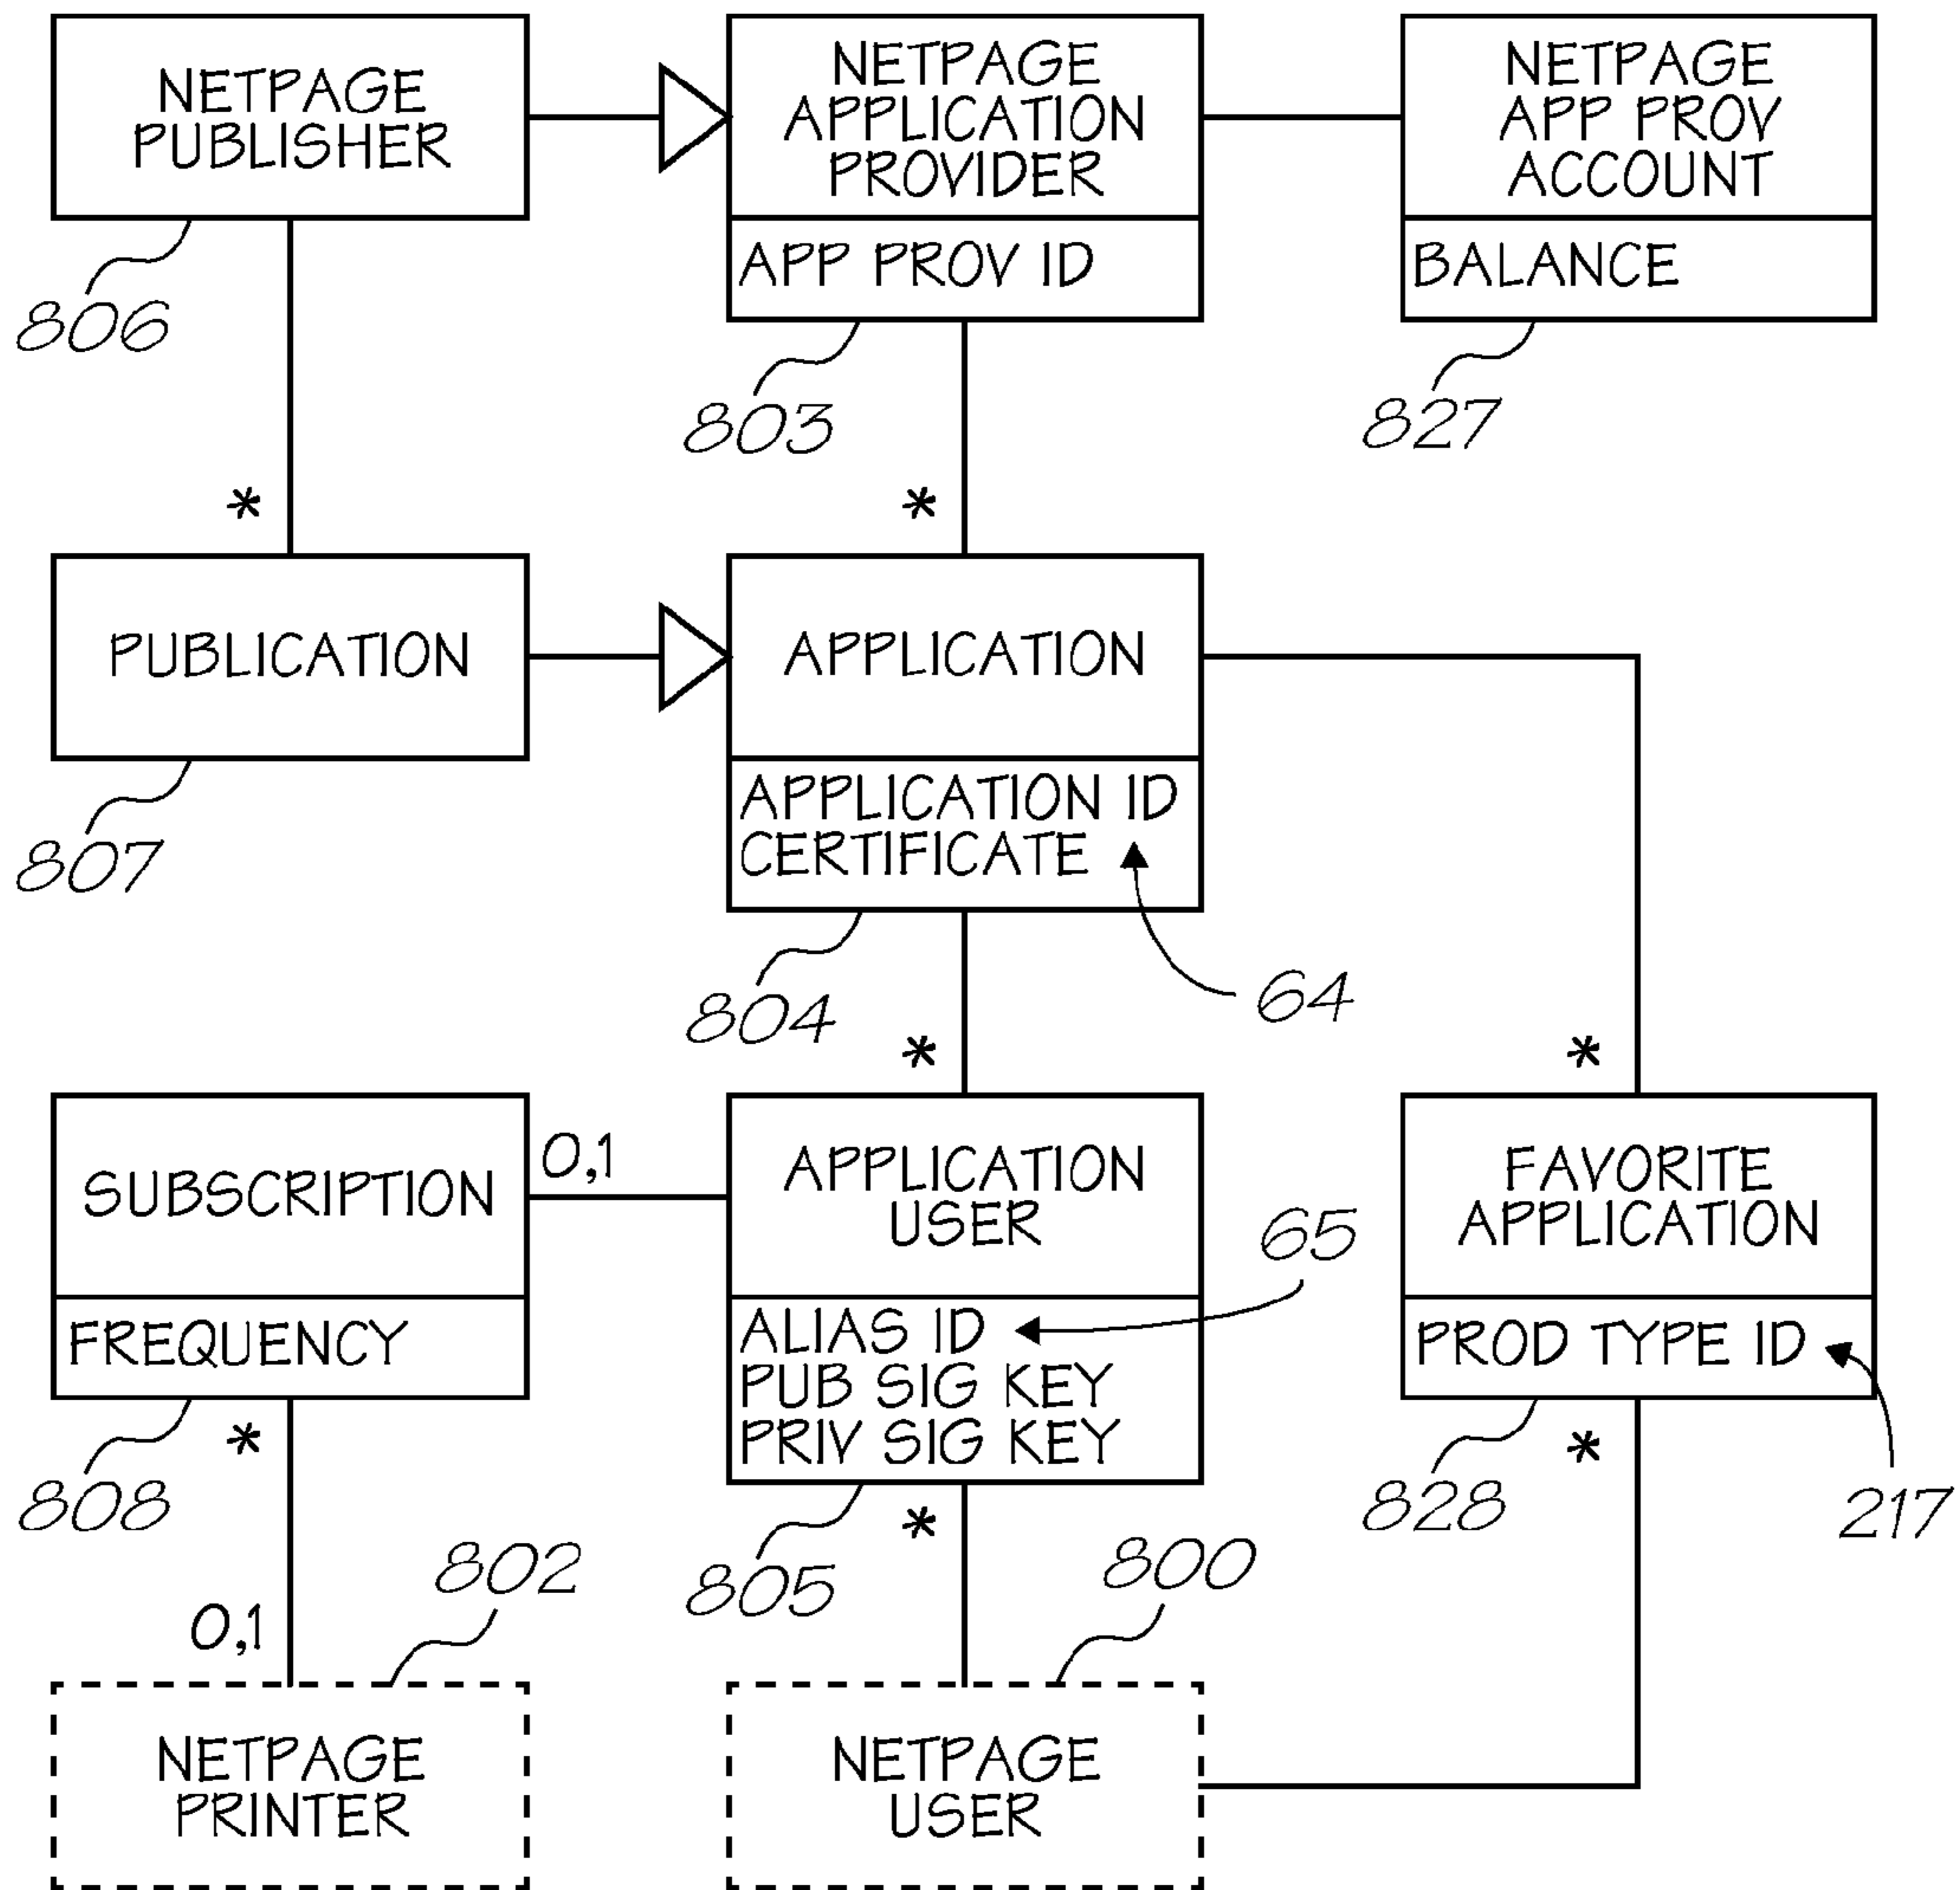 NETPAGE
PUBLISHER
NETPAGE
APPLICATION
PROVIDER
APP PROV ID
NETPAGE
APP PROV
ACCOUNT
BALANCE
806
803
827
*
*
PUBLICATION
APPLICATION
APPLICATION ID
CERTIFICATE
807
804
64
*
*
SUBSCRIPTION
FREQUENCY
0,1
APPLICATION
USER
ALIAS ID
PUB SIG KEY
PRIV SIG KEY
65
FAVORITE
APPLICATION
PROD TYPE ID
808
*
802
805
*
800
828
*
217
0,1
NETPAGE
PRINTER
NETPAGE
USER